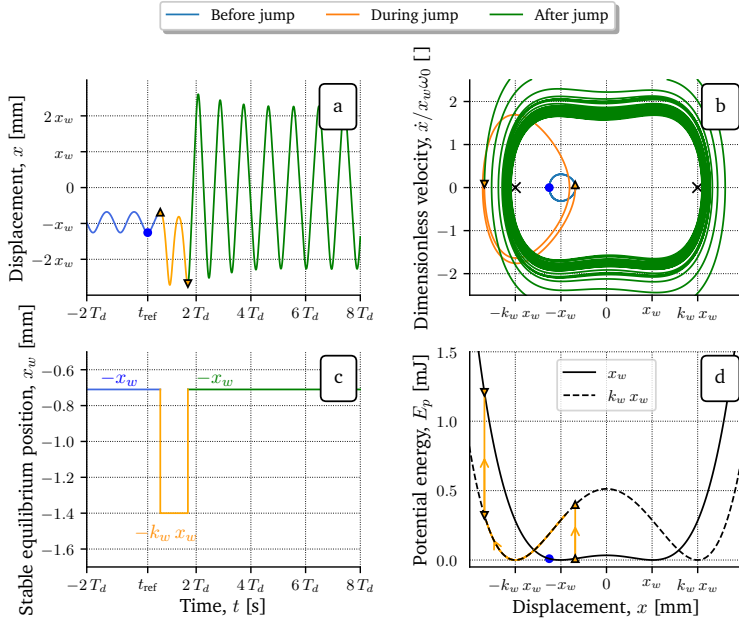 Before jump During jump After jump
Displacement, x [mm]
2 x_w
x_w
0
−x_w
−2 x_w
a
−2 T_d t_ref 2 T_d 4 T_d 6 T_d 8 T_d
Dimensionless velocity, ẋ/x_wω_0 []
2
1
0
−1
−2
b
−k_w x_w −x_w 0 x_w k_w x_w
Stable equilibrium position, x_w [mm]
−0.6
−0.8
−1.0
−1.2
−1.4
−1.6
−x_w −x_w
−k_w x_w
c
−2 T_d t_ref 2 T_d 4 T_d 6 T_d 8 T_d
Time, t [s]
Potential energy, E_p [mJ]
1.5
1.0
0.5
0.0
x_w
k_w x_w
d
−k_w x_w −x_w 0 x_w k_w x_w
Displacement, x [mm]